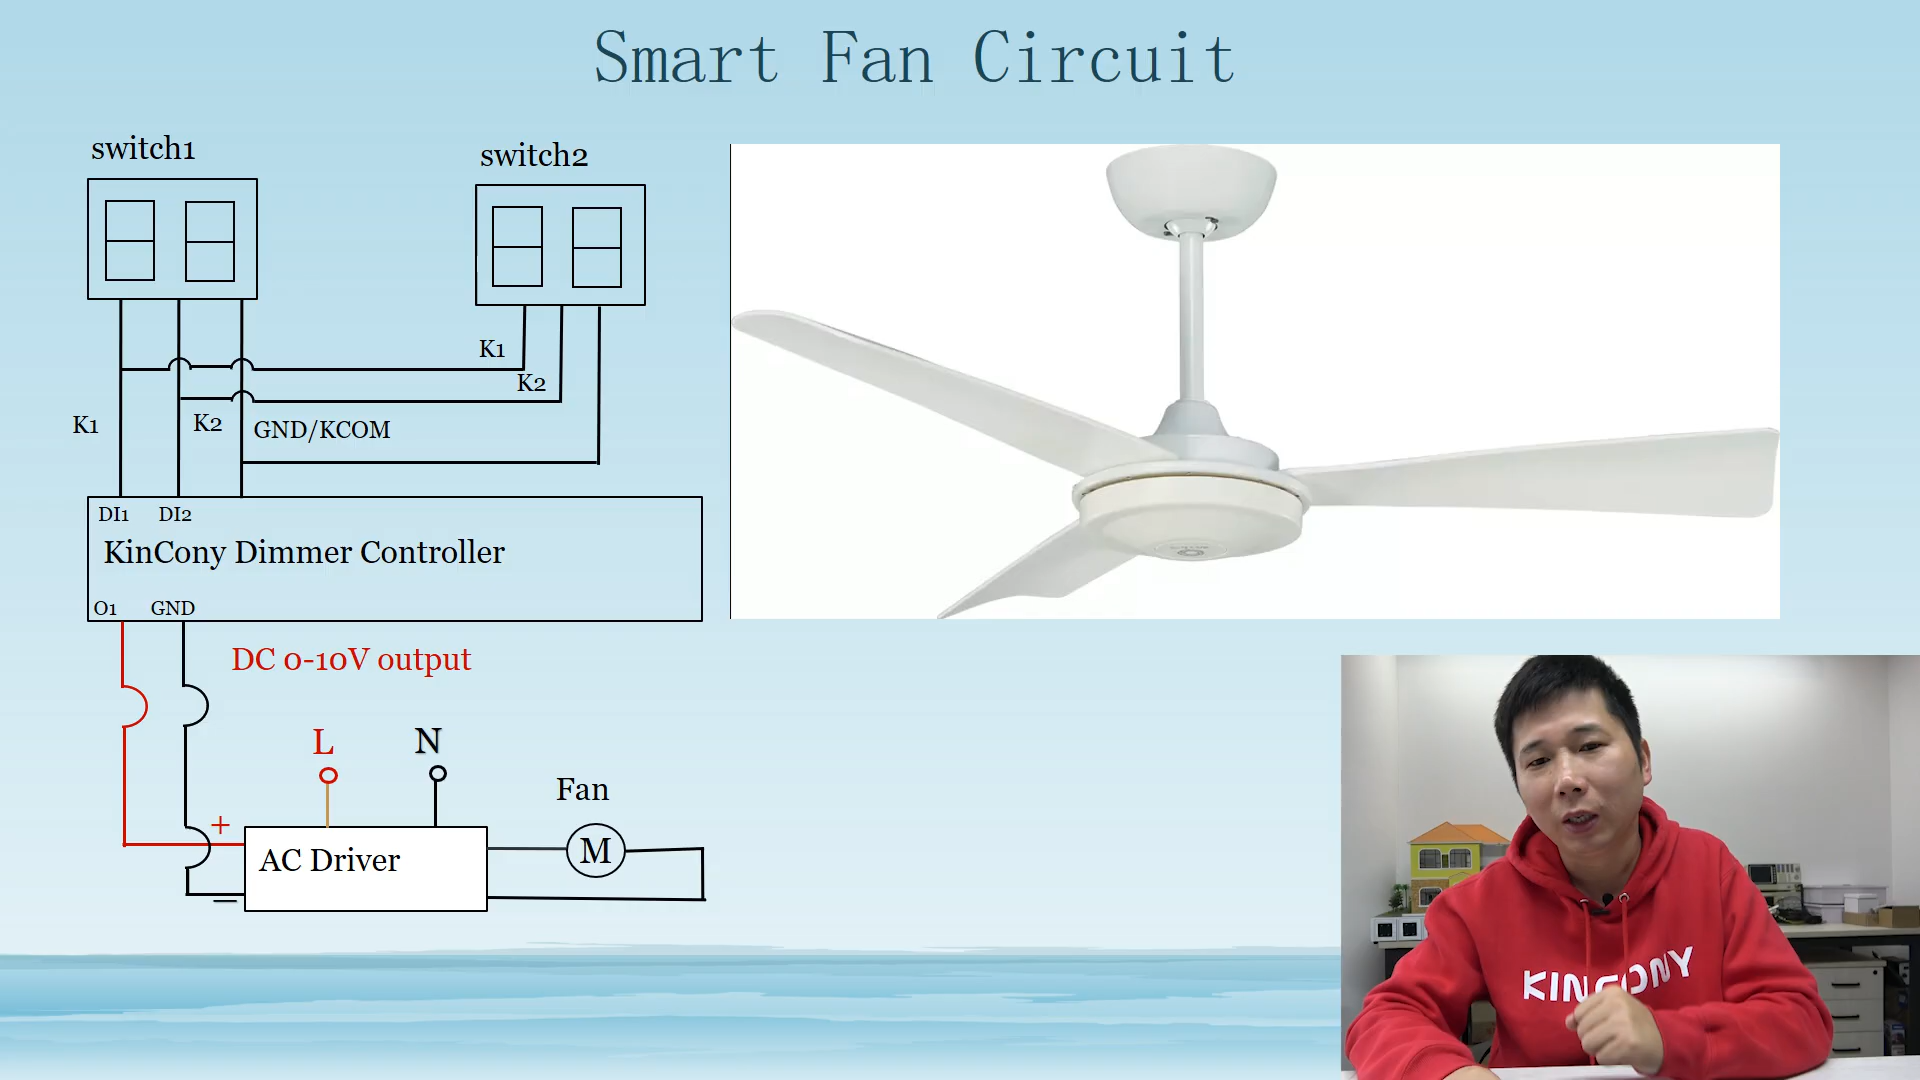 Smart Fan Circuit
switch1
switch2
K1
K2
K1
K2
GND/KCOM
DI1 DI2
KinCony Dimmer Controller
O1 GND
DC 0-10V output
L
N
Fan
+
AC Driver
M
—
KINCONY